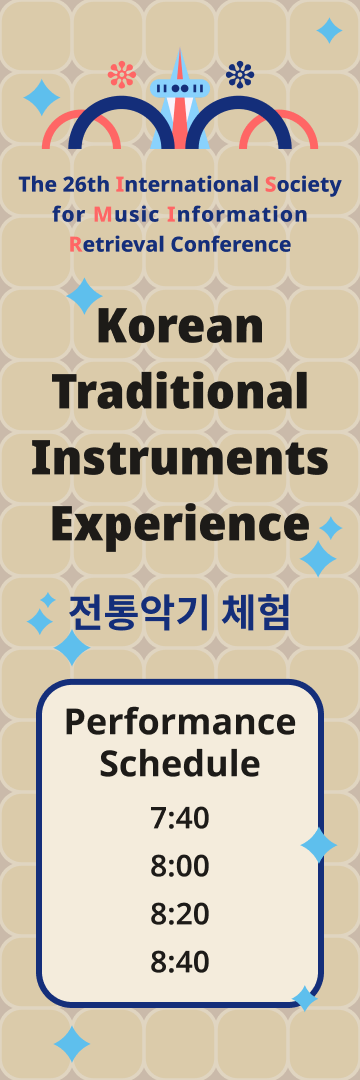 The 26th International Society
for Music Information
Retrieval Conference
Korean
Traditional
Instruments
Experience
전통악기 체험
Performance
Schedule
7:40
8:00
8:20
8:40